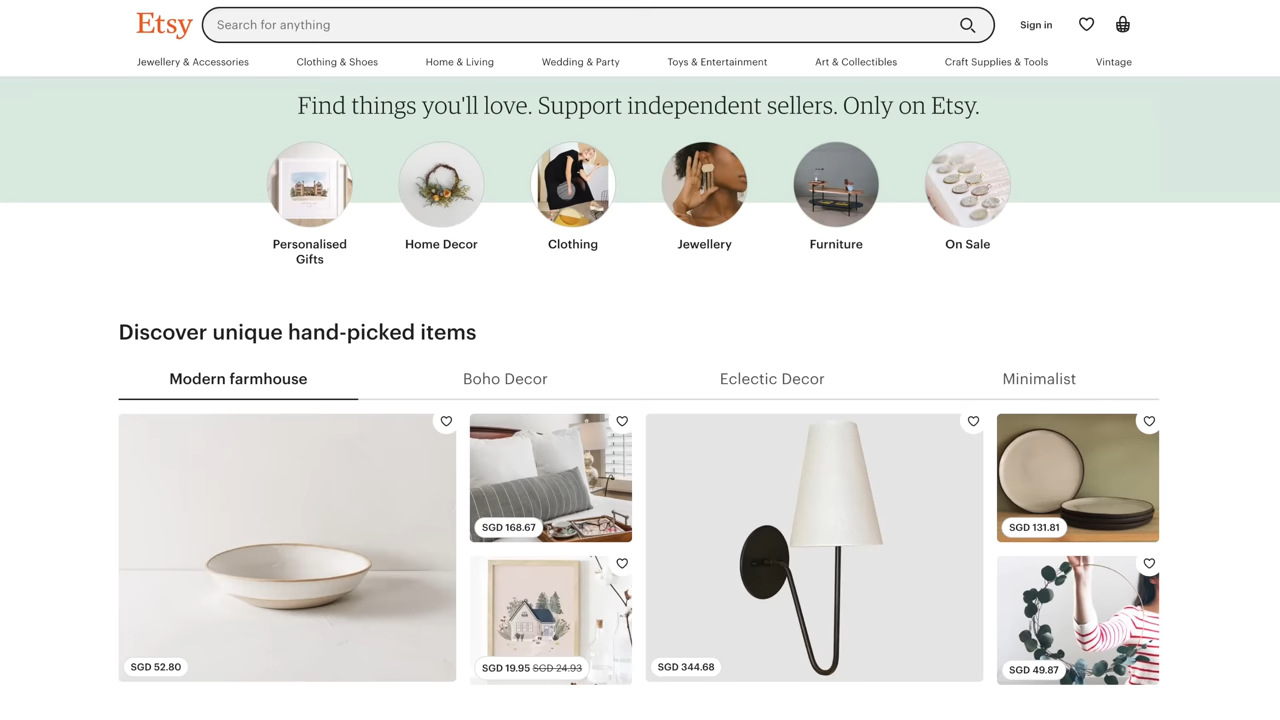 Etsy
Search for anything
Sign in
Jewellery & Accessories
Clothing & Shoes
Home & Living
Wedding & Party
Toys & Entertainment
Art & Collectibles
Craft Supplies & Tools
Vintage
Find things you'll love. Support independent sellers. Only on Etsy.
Personalised
Gifts
Home Decor
Clothing
Jewellery
Furniture
On Sale
Discover unique hand-picked items
Modern farmhouse
Boho Decor
Eclectic Decor
Minimalist
SGD 52.80
SGD 168.67
SGD 19.95 SGD 24.93
SGD 344.68
SGD 131.81
SGD 49.87